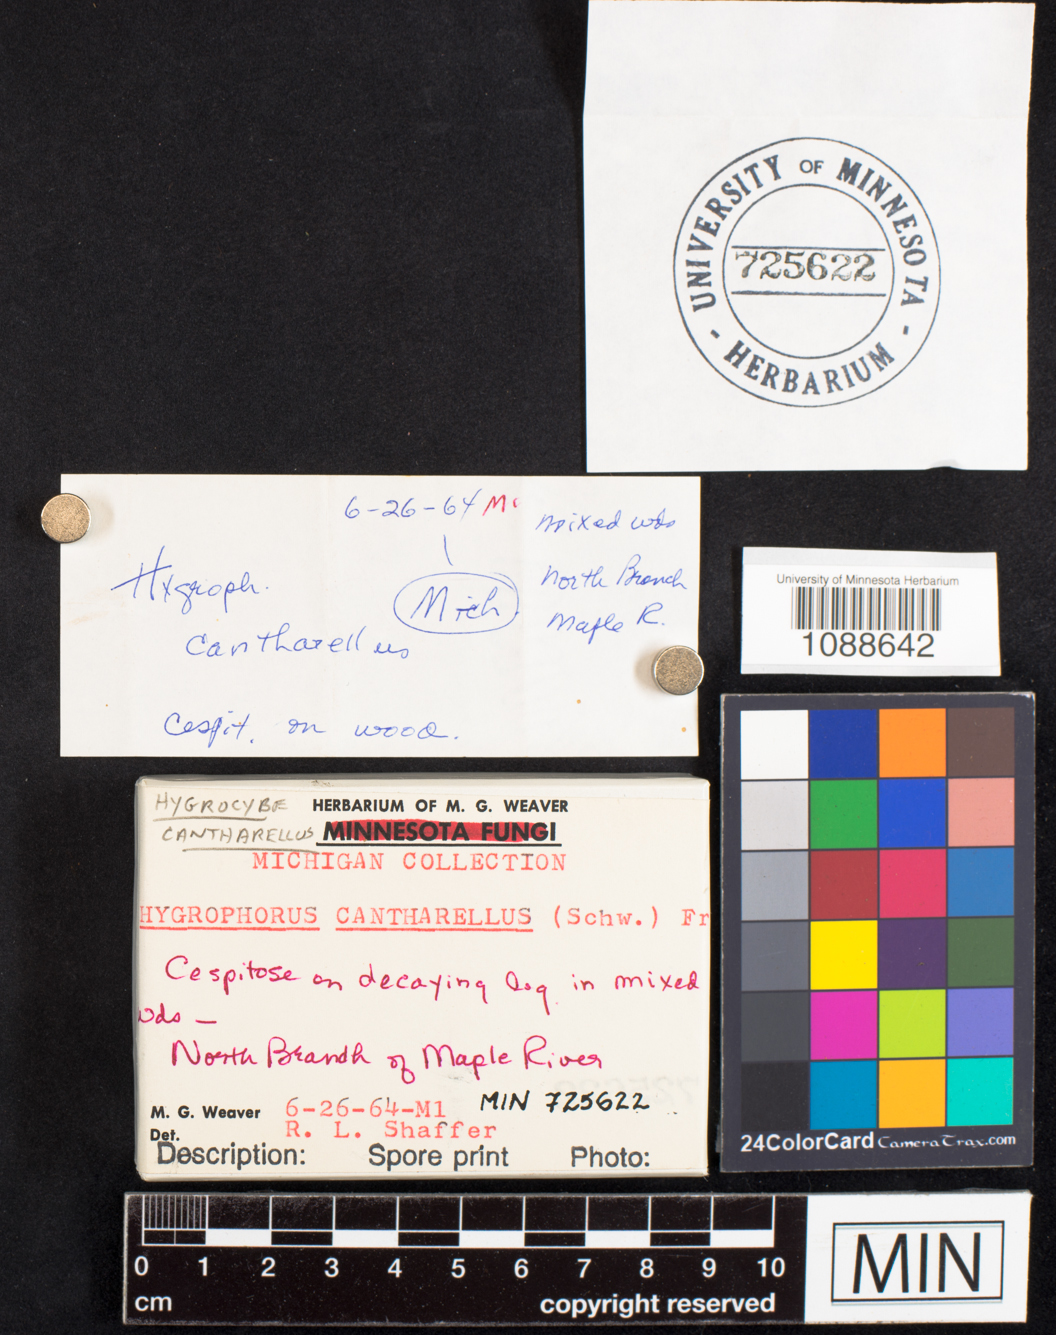 UNIVERSITY OF MINNESOTA
725622
- HERBARIUM -
6-26-64 M
mixed wds
Hygroph.
Mich
North Branch
cantharellus
Maple R.
Cespit. on wood.
University of Minnesota Herbarium
1088642
HYGROCYBE
HERBARIUM OF M. G. WEAVER
CANTHARELLUS
MINNESOTA FUNGI
MICHIGAN COLLECTION
HYGROPHORUS CANTHARELLUS (Schw.) Fr
Cespitose on decaying log in mixed
wds —
North Brandh of Maple River
M. G. Weaver 6-26-64-M1 MIN 725622
Det. R. L. Shaffer
Description: Spore print Photo:
24ColorCard CameraTrax.com
0 1 2 3 4 5 6 7 8 9 10
cm
copyright reserved
MIN